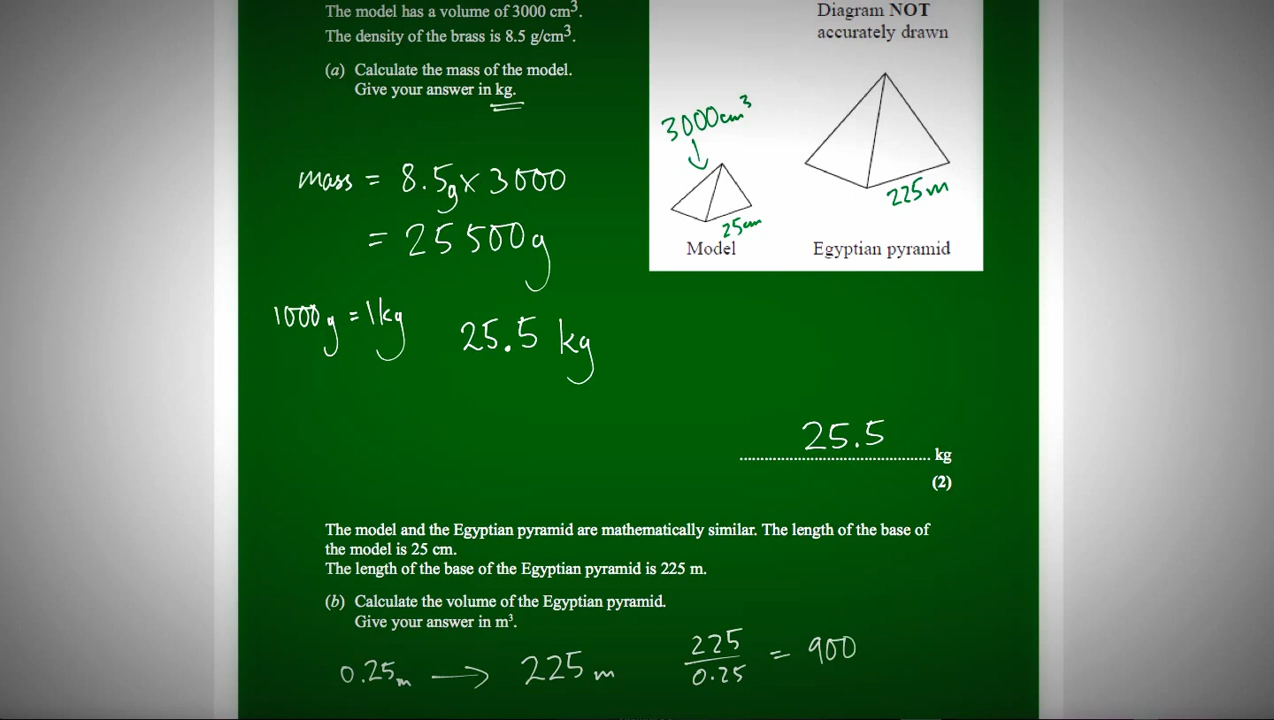 The model has a volume of 3000 cm³.
The density of the brass is 8.5 g/cm³.
(a) Calculate the mass of the model.
Give your answer in kg.
mass = 8.5g × 3000
= 25500g
1000g = 1kg 25.5 kg
Diagram NOT
accurately drawn
3000cm³
25cm
225m
Model Egyptian pyramid
25.5
kg
(2)
The model and the Egyptian pyramid are mathematically similar. The length of the base of
the model is 25 cm.
The length of the base of the Egyptian pyramid is 225 m.
(b) Calculate the volume of the Egyptian pyramid.
Give your answer in m³.
0.25m → 225m 225/0.25 = 900